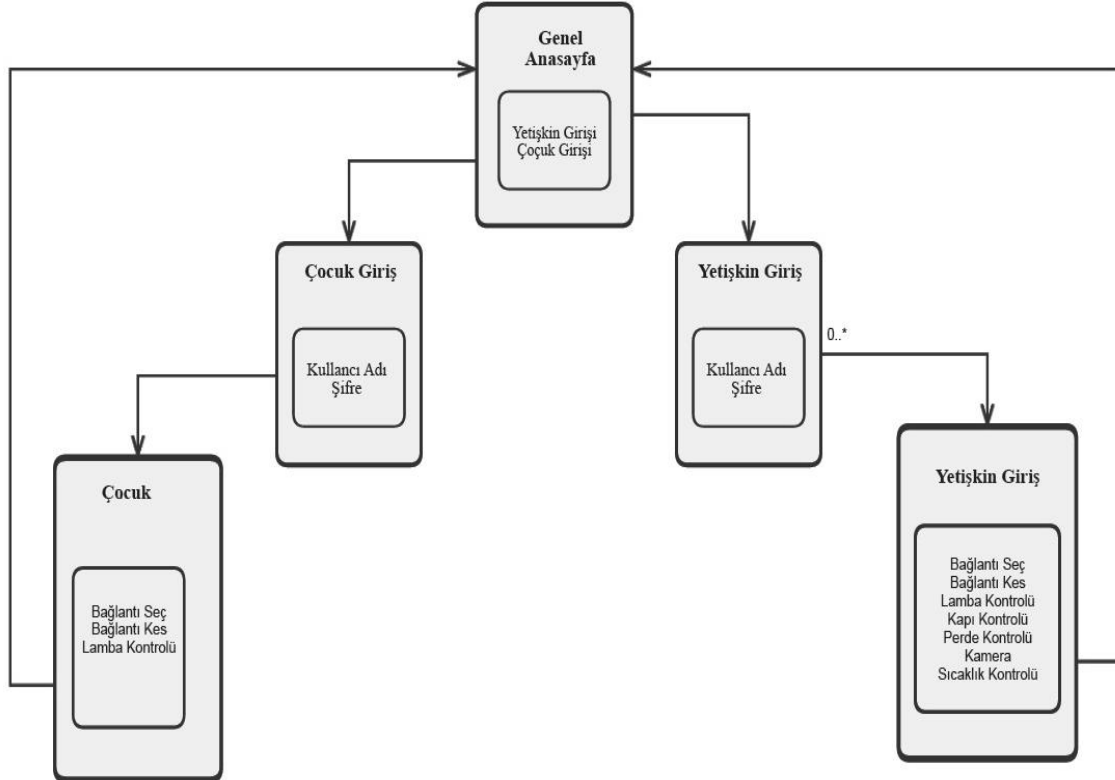 Genel
Anasayfa
Yetişkin Girişi
Çoçuk Girişi
Çocuk Giriş
Kullancı Adı
Şifre
Yetişkin Giriş
Kullancı Adı
Şifre
0..*
Çocuk
Bağlantı Seç
Bağlantı Kes
Lamba Kontrolü
Yetişkin Giriş
Bağlantı Seç
Bağlantı Kes
Lamba Kontrolü
Kapı Kontrolü
Perde Kontrolü
Kamera
Sıcaklık Kontrolü